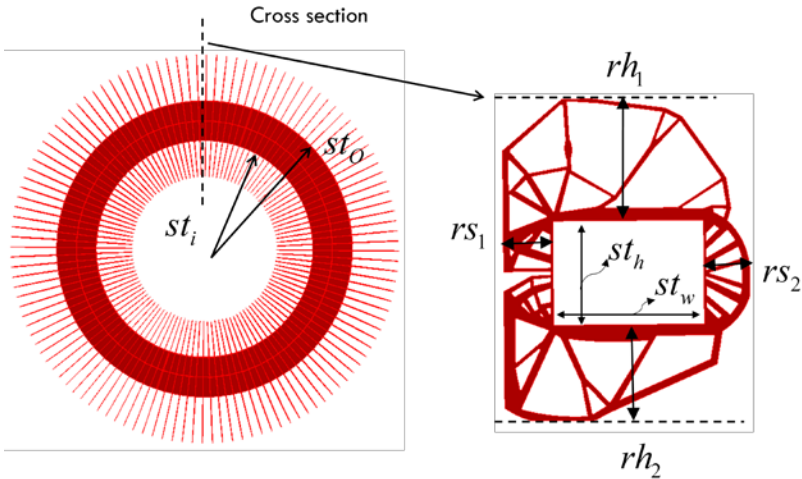 Cross section
rh₁
st_O
st_i
rs₁
st_h
rs₂
st_w
rh₂